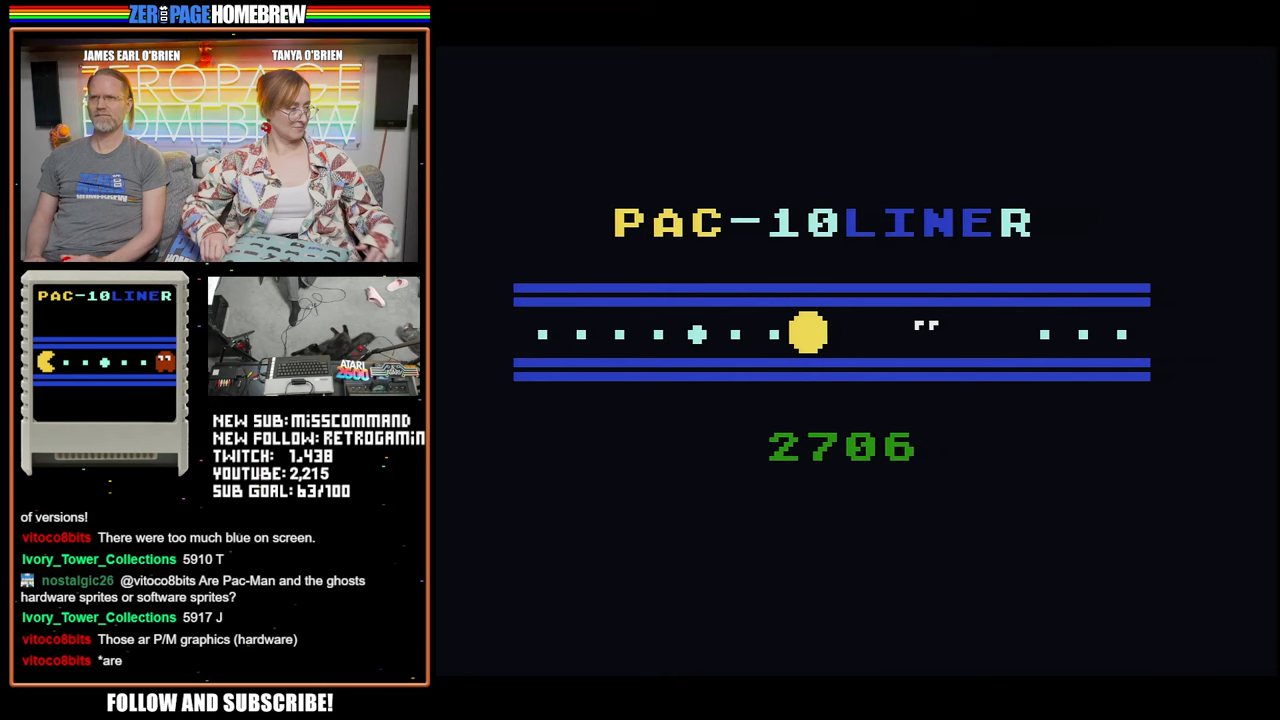 ZEROPAGE HOMEBREW
JAMES EARL O'BRIEN
TANYA O'BRIEN
ZEROPAGE
HOMEBREW
PAC-10LINER
2706
PAC-10LINER
ATARI
2600
NEW SUB: MISSCOMMAND
NEW FOLLOW: RETROGAMIN
TWITCH: 1,438
YOUTUBE: 2,215
SUB GOAL: 63/100
of versions!
vitoco8bits There were too much blue on screen.
Ivory_Tower_Collections 5910 T
nostalgic26 @vitoco8bits Are Pac-Man and the ghosts
hardware sprites or software sprites?
Ivory_Tower_Collections 5917 J
vitoco8bits Those ar P/M graphics (hardware)
vitoco8bits *are
FOLLOW AND SUBSCRIBE!